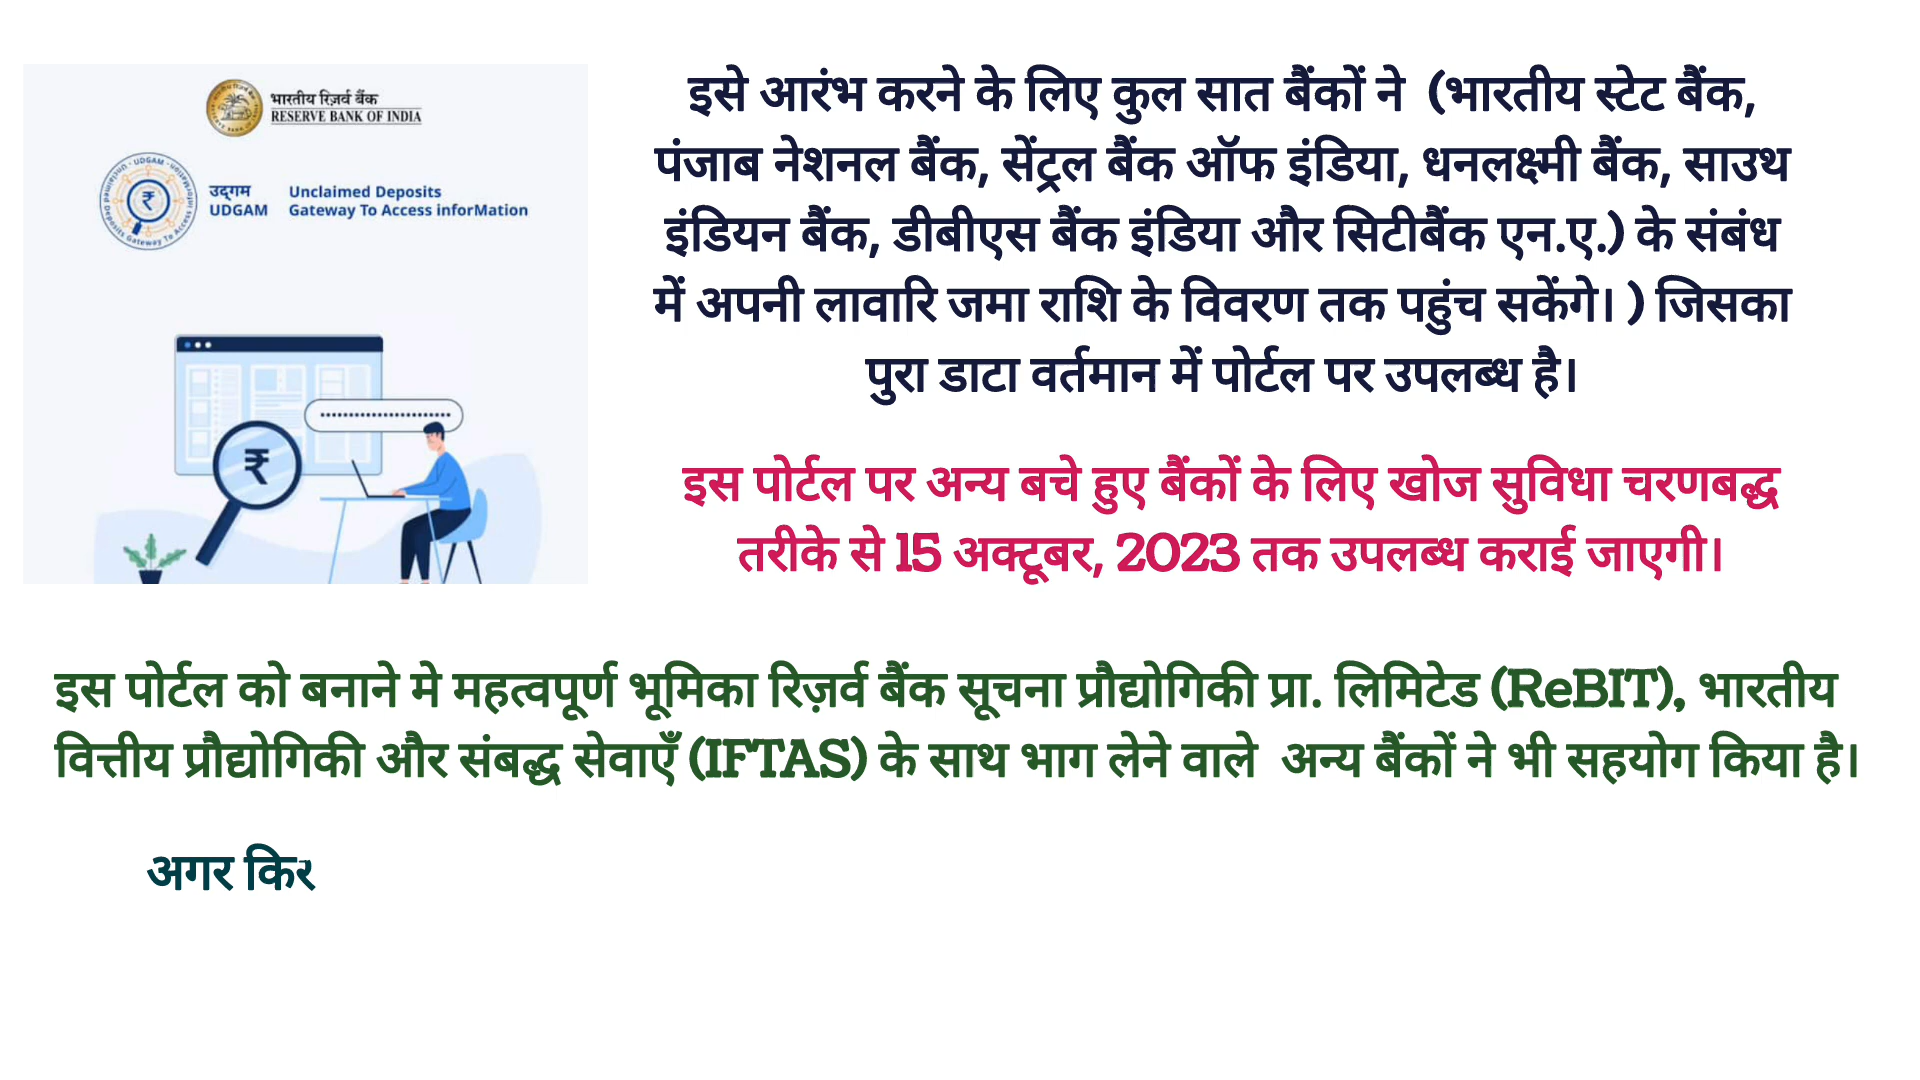 भारतीय रिज़र्व बैंक
RESERVE BANK OF INDIA
उद्गम
UDGAM
Unclaimed Deposits
Gateway To Access inforMation
इसे आरंभ करने के लिए कुल सात बैंकों ने (भारतीय स्टेट बैंक,
पंजाब नेशनल बैंक, सेंट्रल बैंक ऑफ इंडिया, धनलक्ष्मी बैंक, साउथ
इंडियन बैंक, डीबीएस बैंक इंडिया और सिटीबैंक एन.ए.) के संबंध
में अपनी लावारि जमा राशि के विवरण तक पहुंच सकेंगे। ) जिसका
पुरा डाटा वर्तमान में पोर्टल पर उपलब्ध है।
इस पोर्टल पर अन्य बचे हुए बैंकों के लिए खोज सुविधा चरणबद्ध
तरीके से 15 अक्टूबर, 2023 तक उपलब्ध कराई जाएगी।
इस पोर्टल को बनाने मे महत्वपूर्ण भूमिका रिज़र्व बैंक सूचना प्रौद्योगिकी प्रा. लिमिटेड (ReBIT), भारतीय
वित्तीय प्रौद्योगिकी और संबद्ध सेवाएँ (IFTAS) के साथ भाग लेने वाले अन्य बैंकों ने भी सहयोग किया है।
अगर